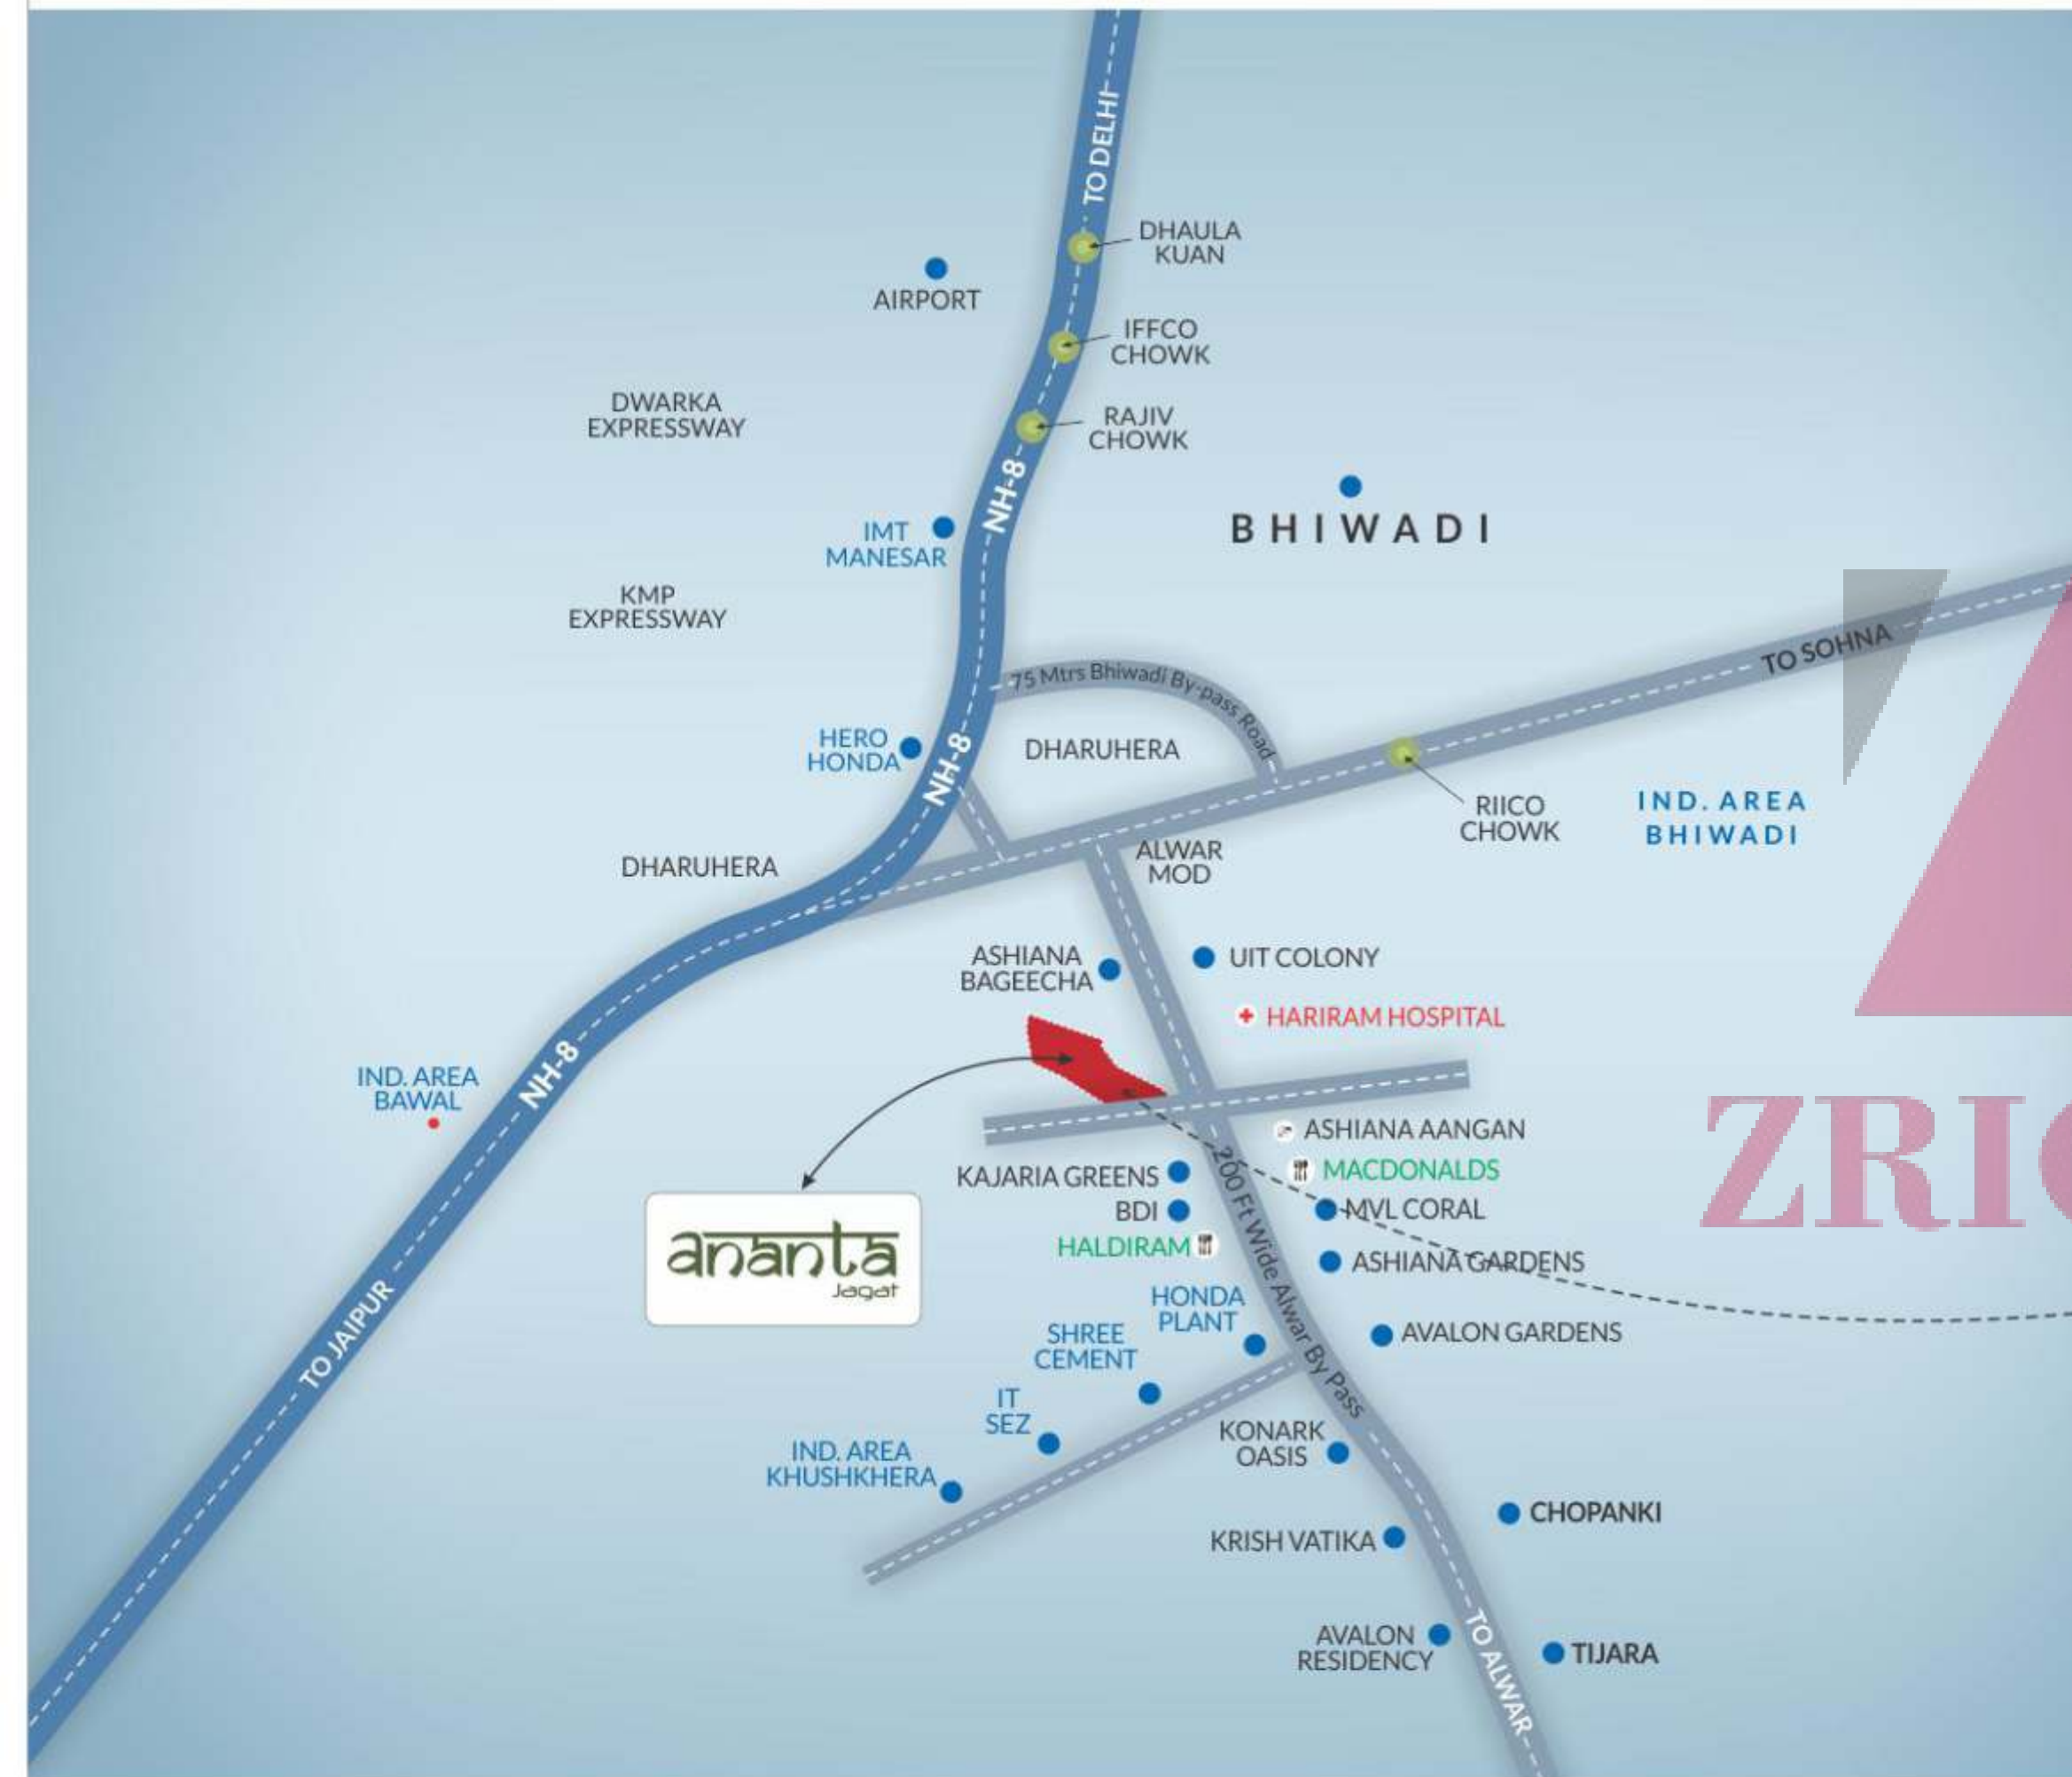 TO DELHI
DHAULA
KUAN
AIRPORT
IFFCO
CHOWK
DWARKA
EXPRESSWAY
RAJIV
CHOWK
NH-8
BHIWADI
IMT
MANESAR
KMP
EXPRESSWAY
TO SOHNA
75 Mtrs Bhiwadi By-pass Road
HERO
HONDA
NH-8
DHARUHERA
RIICO
CHOWK
IND. AREA
BHIWADI
DHARUHERA
ALWAR
MOD
ASHIANA
BAGEECHA
UIT COLONY
HARIRAM HOSPITAL
NH-8
IND. AREA
BAWAL
ASHIANA AANGAN
KAJARIA GREENS
MACDONALDS
BDI
MVL CORAL
HALDIRAM
ASHIANA GARDENS
200 Ft Wide Alwar By Pass
ananta
Jagat
TO JAIPUR
HONDA
PLANT
SHREE
CEMENT
AVALON GARDENS
IT
SEZ
KONARK
OASIS
IND. AREA
KHUSHKHERA
CHOPANKI
KRISH VATIKA
AVALON
RESIDENCY
TO ALWAR
TIJARA